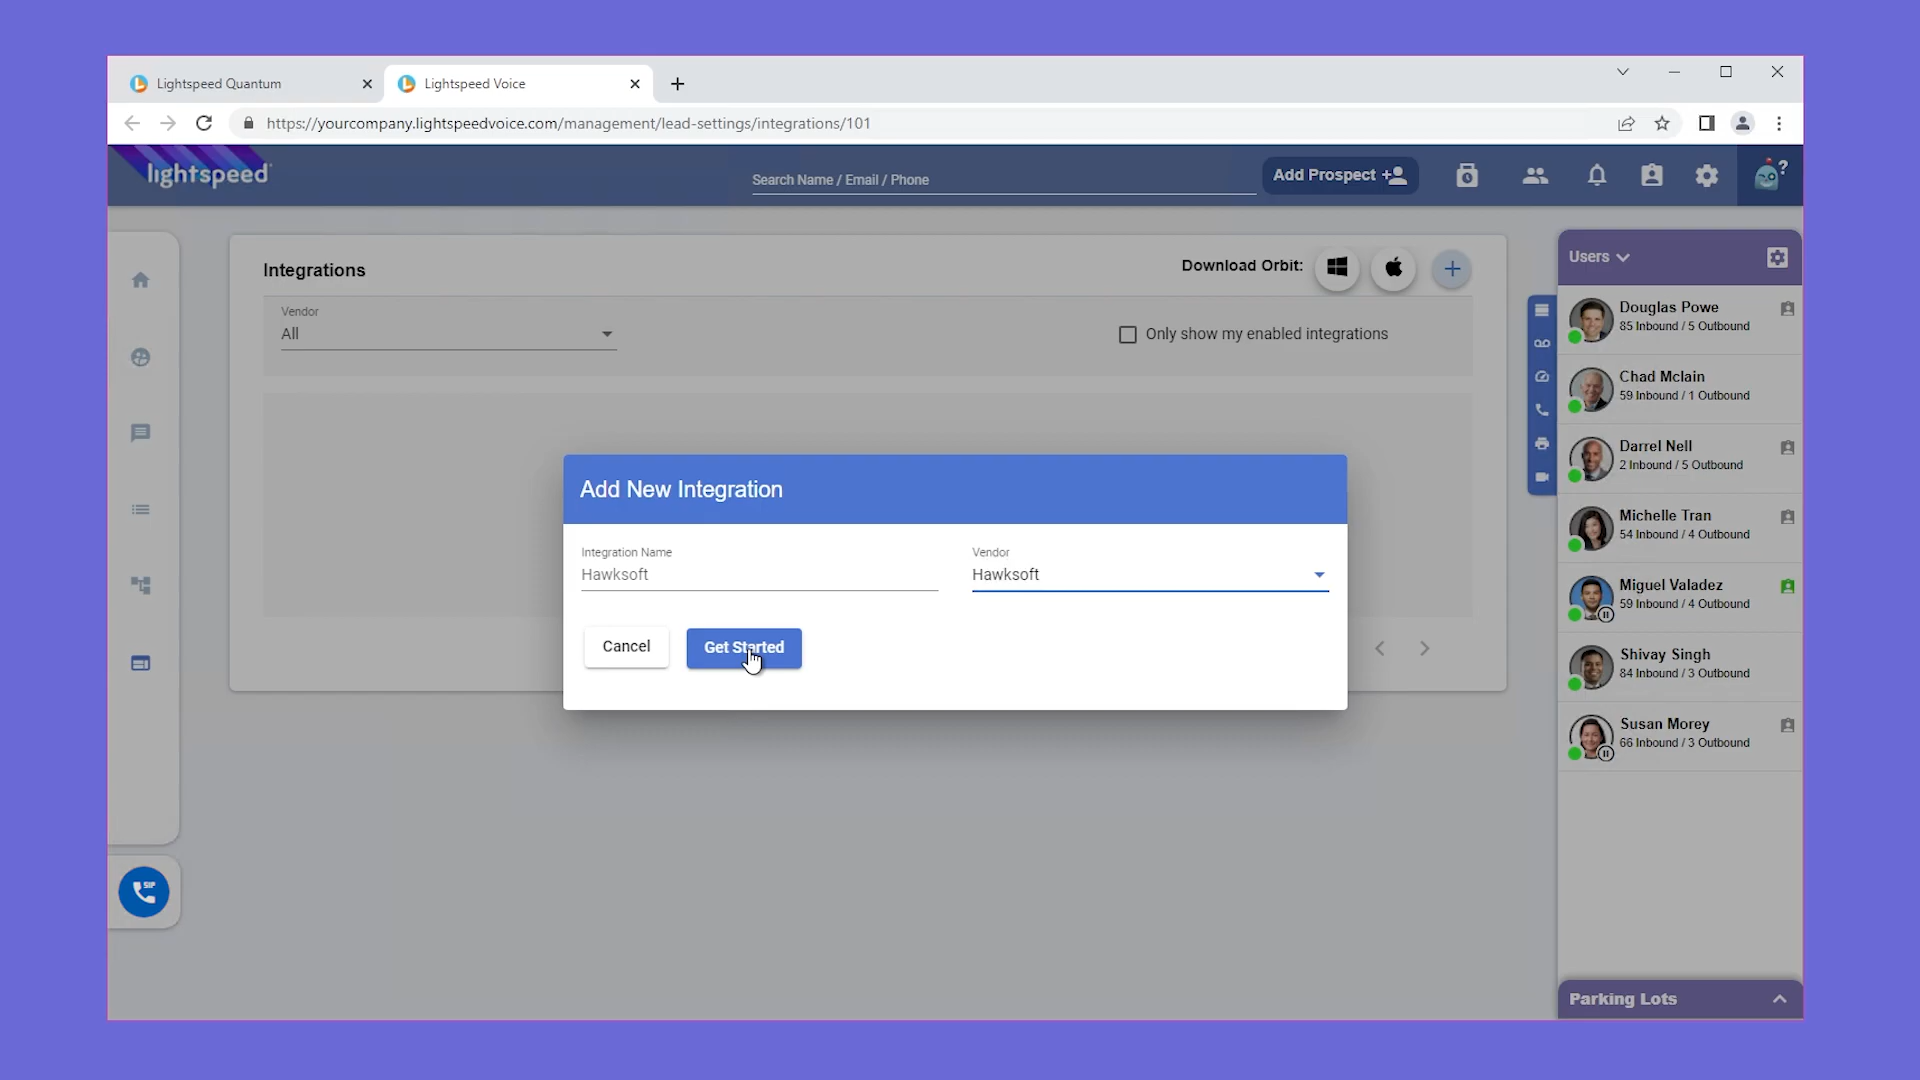 Lightspeed Quantum
Lightspeed Voice
https://yourcompany.lightspeedvoice.com/management/lead-settings/integrations/101
lightspeed
Search Name / Email / Phone
Add Prospect
?
Integrations
Download Orbit:
Vendor
All
Only show my enabled integrations
Add New Integration
Integration Name
Hawksoft
Vendor
Hawksoft
Cancel
Get Started
SIP
Users
Douglas Powe
85 Inbound / 5 Outbound
Chad Mclain
59 Inbound / 1 Outbound
Darrel Nell
2 Inbound / 5 Outbound
Michelle Tran
54 Inbound / 4 Outbound
Miguel Valadez
59 Inbound / 4 Outbound
Shivay Singh
84 Inbound / 3 Outbound
Susan Morey
66 Inbound / 3 Outbound
Parking Lots